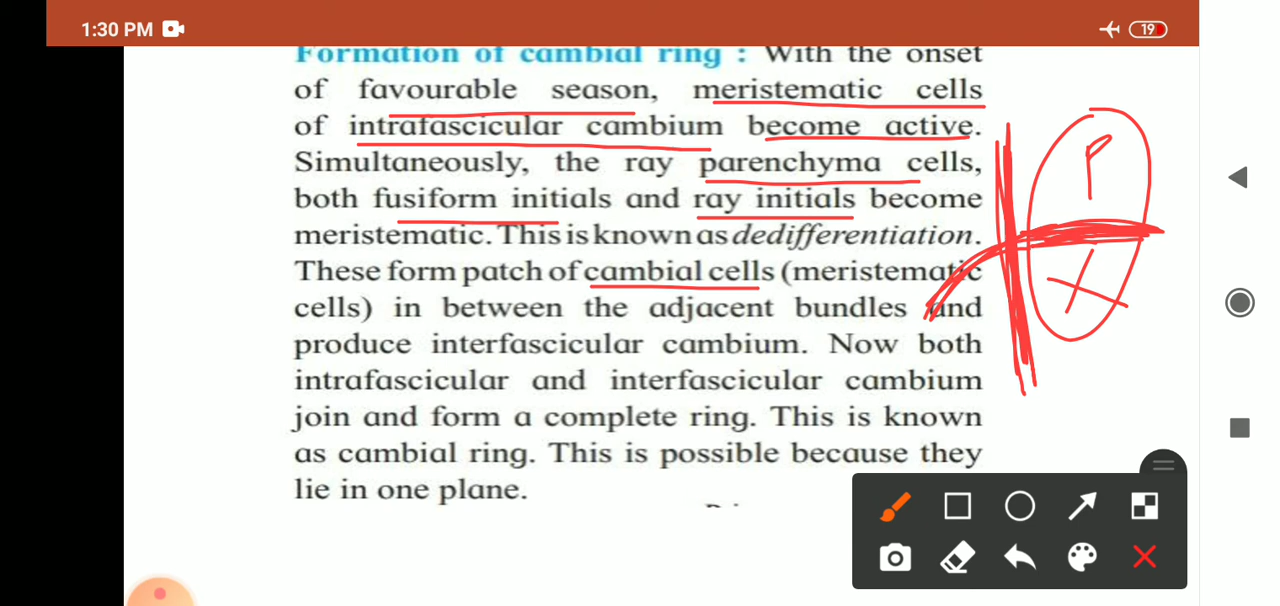 1:30 PM
19
Formation of cambial ring : With the onset
of favourable season, meristematic cells
of intrafascicular cambium become active.
Simultaneously, the ray parenchyma cells,
both fusiform initials and ray initials become
meristematic. This is known as dedifferentiation.
These form patch of cambial cells (meristematic
cells) in between the adjacent bundles and
produce interfascicular cambium. Now both
intrafascicular and interfascicular cambium
join and form a complete ring. This is known
as cambial ring. This is possible because they
lie in one plane.
P
X